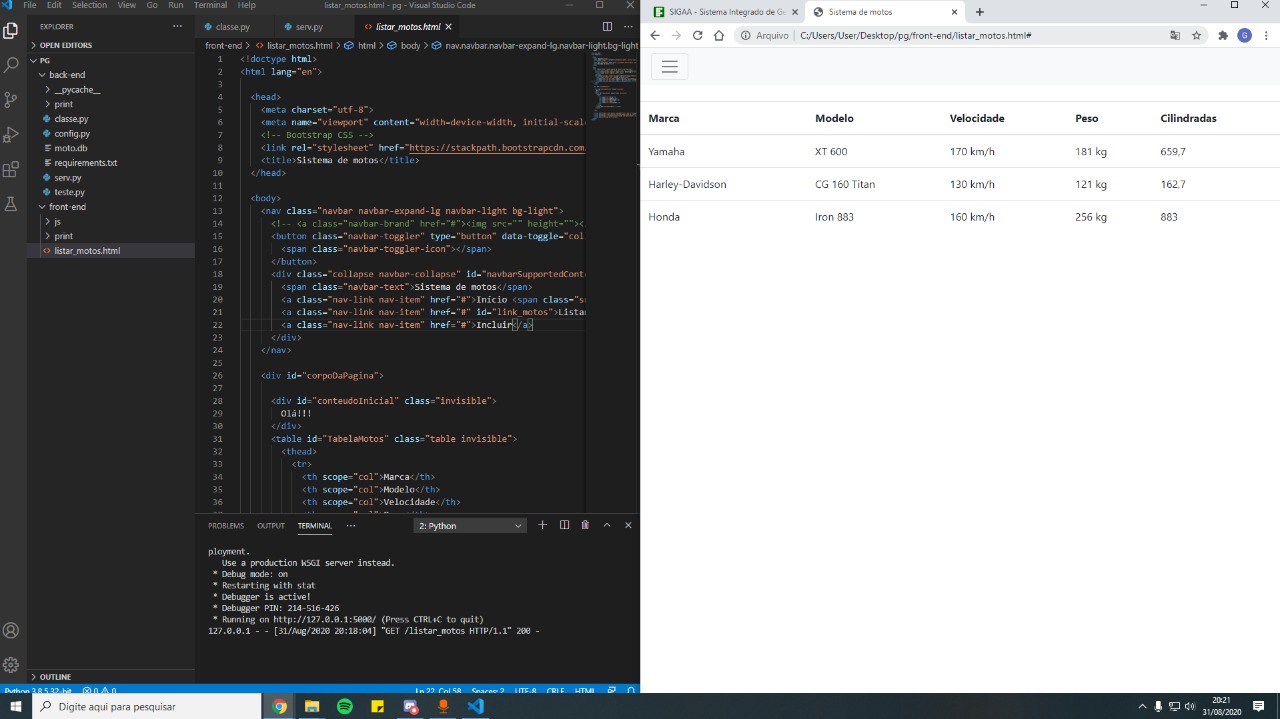 File Edit Selection View Go Run Terminal Help
listar_motos.html - pg - Visual Studio Code
EXPLORER
OPEN EDITORS
PG
back-end
__pycache__
print
classe.py
config.py
moto.db
requirements.txt
serv.py
teste.py
front-end
js
print
listar_motos.html
OUTLINE
classe.py serv.py listar_motos.html
front-end > listar_motos.html > html > body > nav.navbar.navbar-expand-lg.navbar-light.bg-light
1 <!doctype html>
2 <html lang="en">
3
4 <head>
5 <meta charset="utf-8">
6 <meta name="viewport" content="width=device-width, initial-scale
7 <!-- Bootstrap CSS -->
8 <link rel="stylesheet" href="https://stackpath.bootstrapcdn.com.
9 <title>Sistema de motos</title>
10 </head>
11
12 <body>
13 <nav class="navbar navbar-expand-lg navbar-light bg-light">
14 <!-- <a class="navbar-brand" href="#"><img src="" height="">
15 <button class="navbar-toggler" type="button" data-toggle="col
16 <span class="navbar-toggler-icon"></span>
17 </button>
18 <div class="collapse navbar-collapse" id="navbarSupportedConte
19 <span class="navbar-text">Sistema de motos</span>
20 <a class="nav-link nav-item" href="#">Início <span class="s
21 <a class="nav-link nav-item" href="#" id="link_motos">Listar
22 <a class="nav-link nav-item" href="#">Incluir</a>
23 </div>
24 </nav>
25
26 <div id="corpoDaPagina">
27
28 <div id="conteudoInicial" class="invisible">
29 Olá!!!
30 </div>
31 <table id="TabelaMotos" class="table invisible">
32 <thead>
33 <tr>
34 <th scope="col">Marca</th>
35 <th scope="col">Modelo</th>
36 <th scope="col">Velocidade</th>
PROBLEMS OUTPUT TERMINAL ··· 2: Python
ployment.
Use a production WSGI server instead.
* Debug mode: on
* Restarting with stat
* Debugger is active!
* Debugger PIN: 214-516-426
* Running on http://127.0.0.1:5000/ (Press CTRL+C to quit)
127.0.0.1 - - [31/Aug/2020 20:18:04] "GET /listar_motos HTTP/1.1" 200 -
Python 3.8.5 32-bit 0 0 Ln 22, Col 58 Spaces: 2 UTF-8 CRLF HTML
SIGAA - Sistema Integrado de Ge Sistema de motos
Arquivo | C:/Users/User/Desktop/pg/front-end/listar_motos.html# G
Marca Modelo Velocidade Peso Cilindradas
Yamaha XT 600 170 km/h 181 kg 659,7
Harley-Davidson CG 160 Titan 130 km/h 121 kg 162,7
Honda Iron 883 160 km/h 256 kg 883
Digite aqui para pesquisar
20:21
31/08/2020